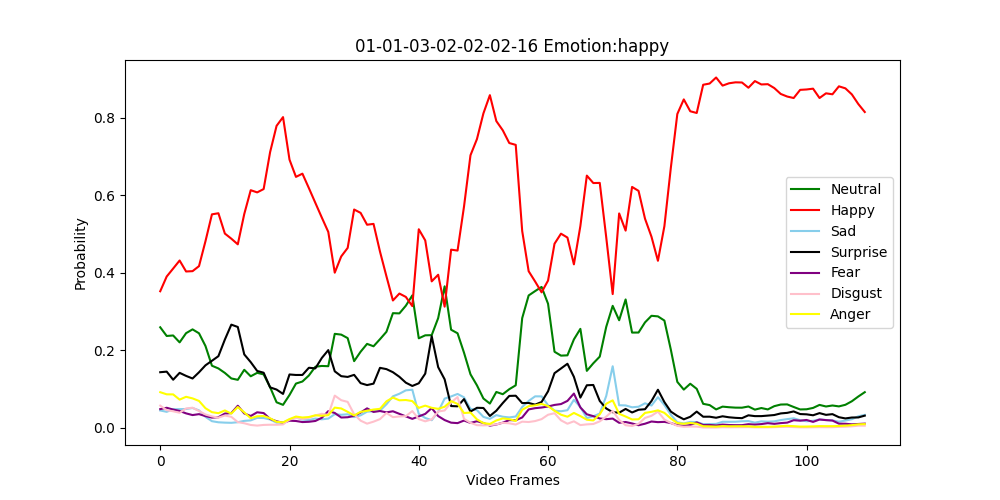 01-01-03-02-02-02-16 Emotion:happy
Probability
0.8
0.6
0.4
0.2
0.0
Neutral
Happy
Sad
Surprise
Fear
Disgust
Anger
0 20 40 60 80 100
Video Frames